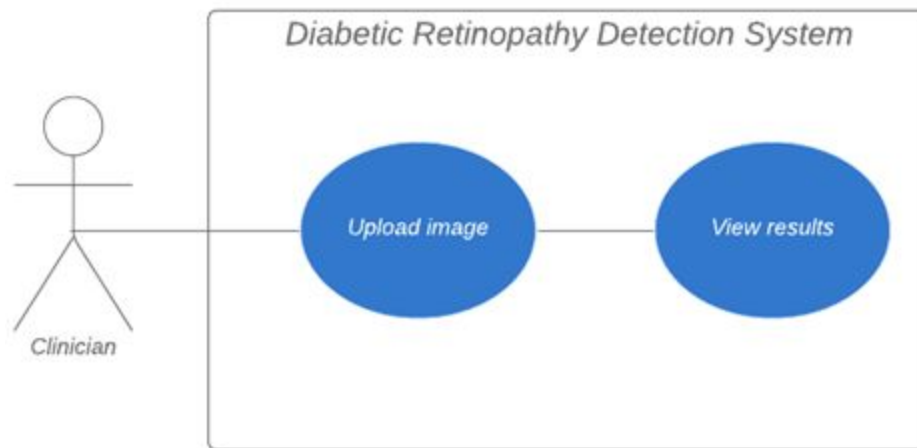 Diabetic Retinopathy Detection System
Upload image
View results
Clinician